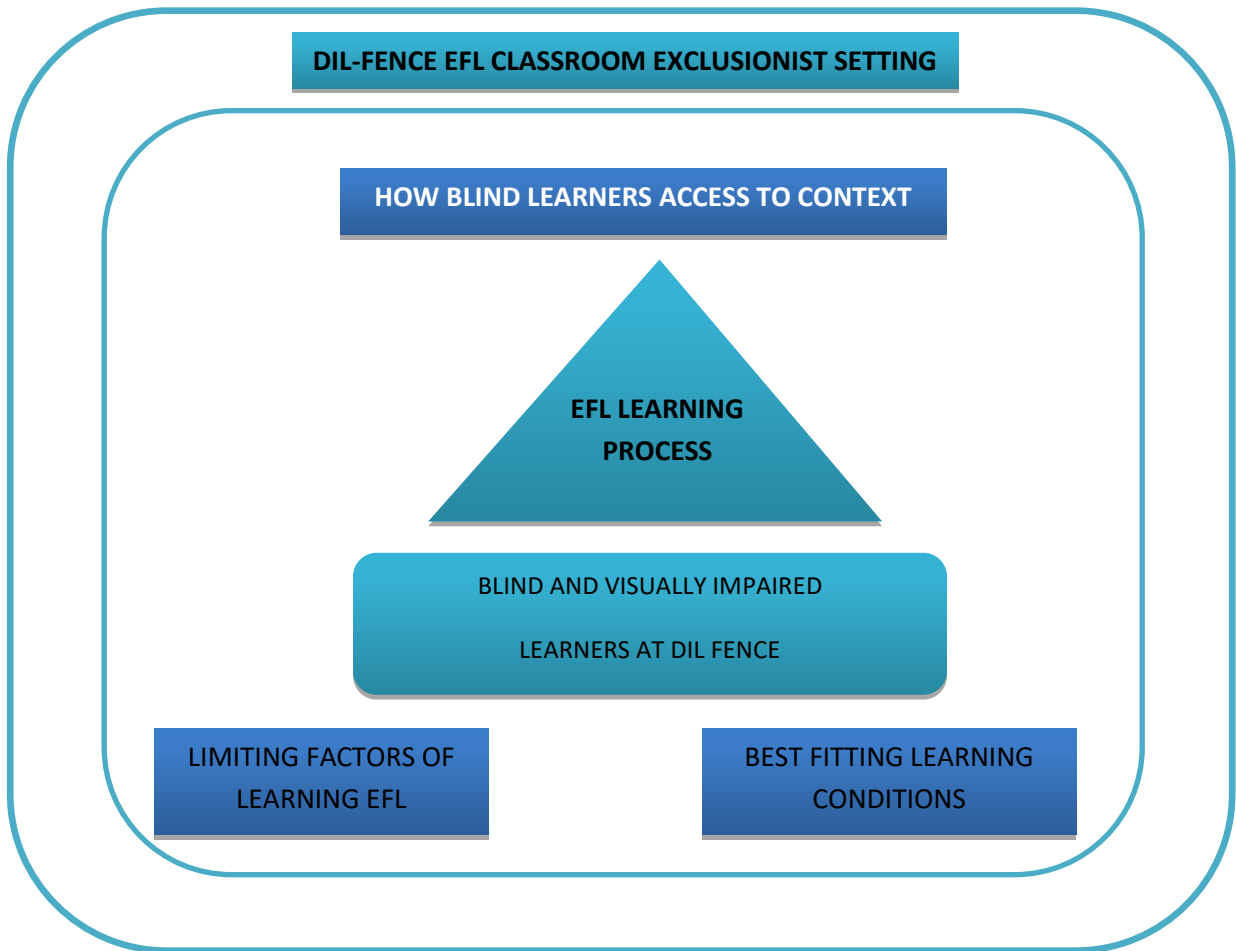 DIL-FENCE EFL CLASSROOM EXCLUSIONIST SETTING
HOW BLIND LEARNERS ACCESS TO CONTEXT
EFL LEARNING
PROCESS
BLIND AND VISUALLY IMPAIRED
LEARNERS AT DIL FENCE
LIMITING FACTORS OF
LEARNING EFL
BEST FITTING LEARNING
CONDITIONS